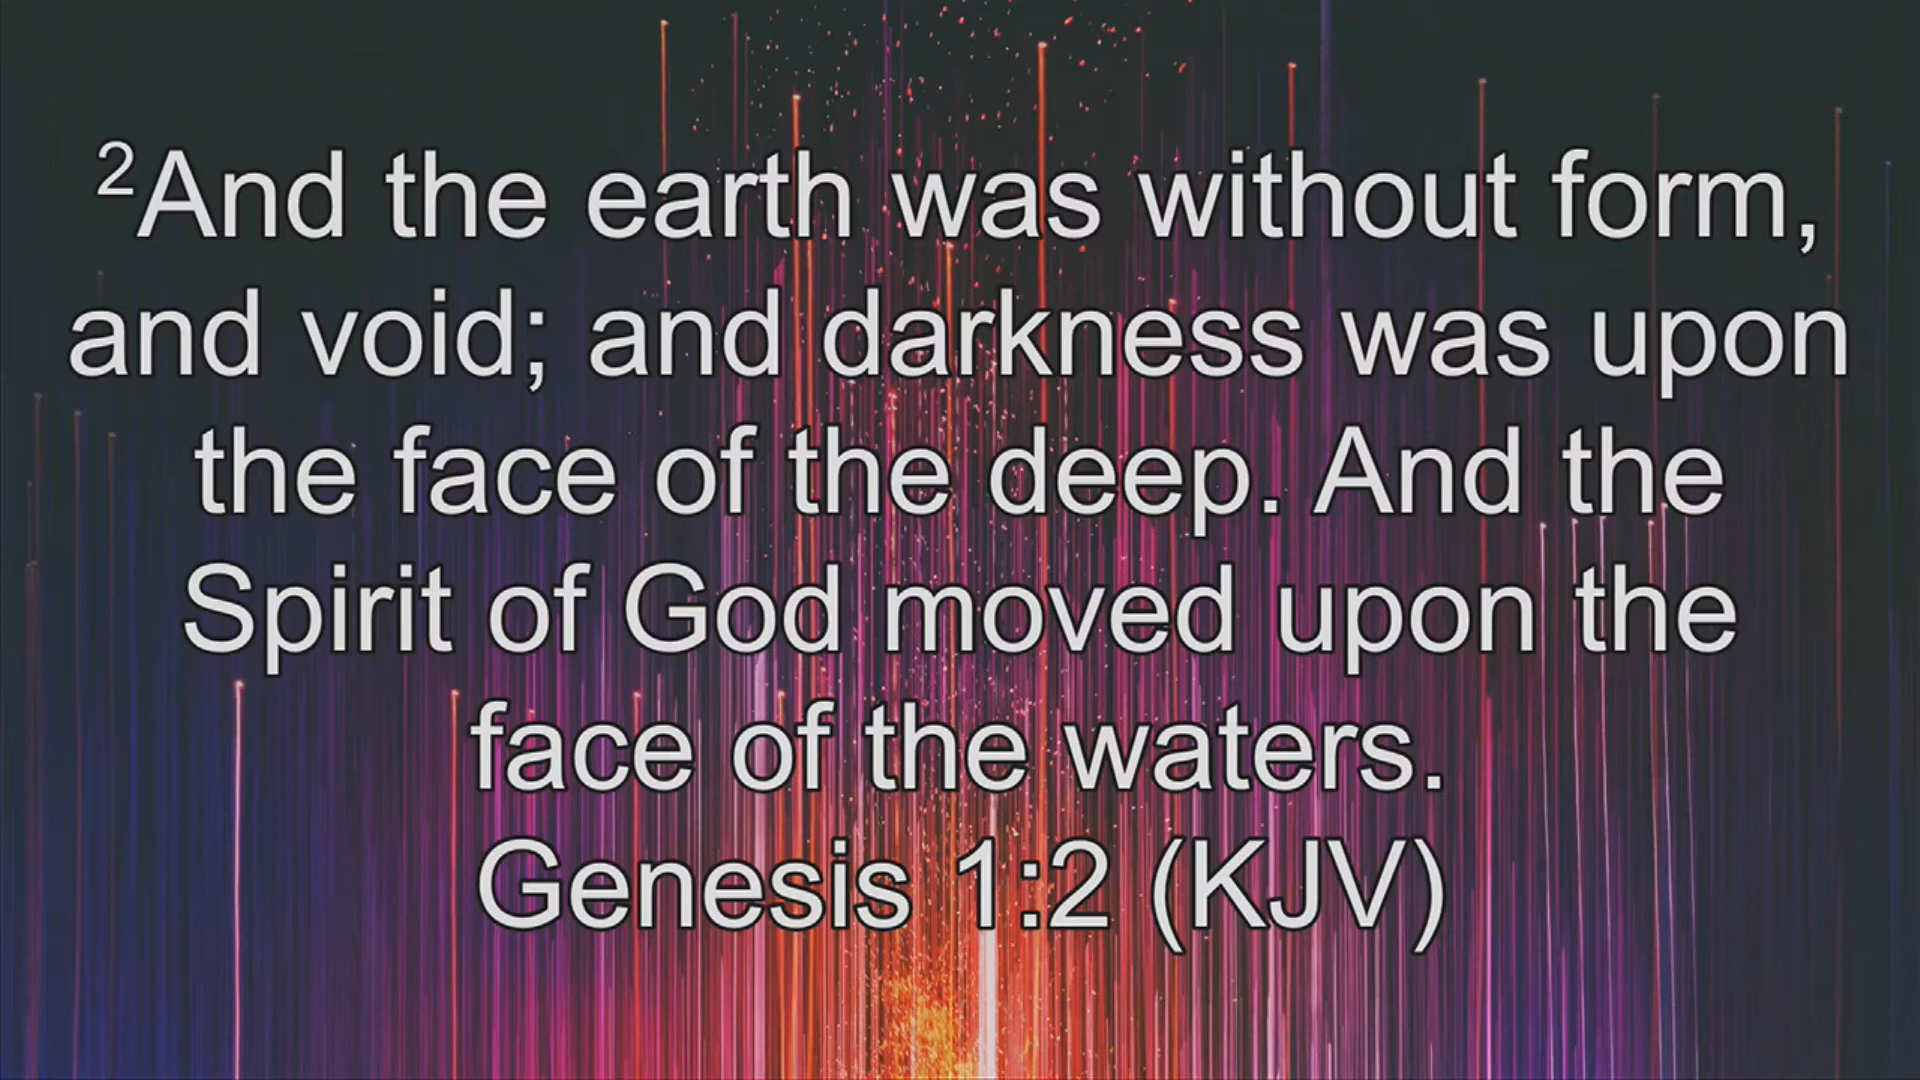 ²And the earth was without form,
and void; and darkness was upon
the face of the deep. And the
Spirit of God moved upon the
face of the waters.
Genesis 1:2 (KJV)